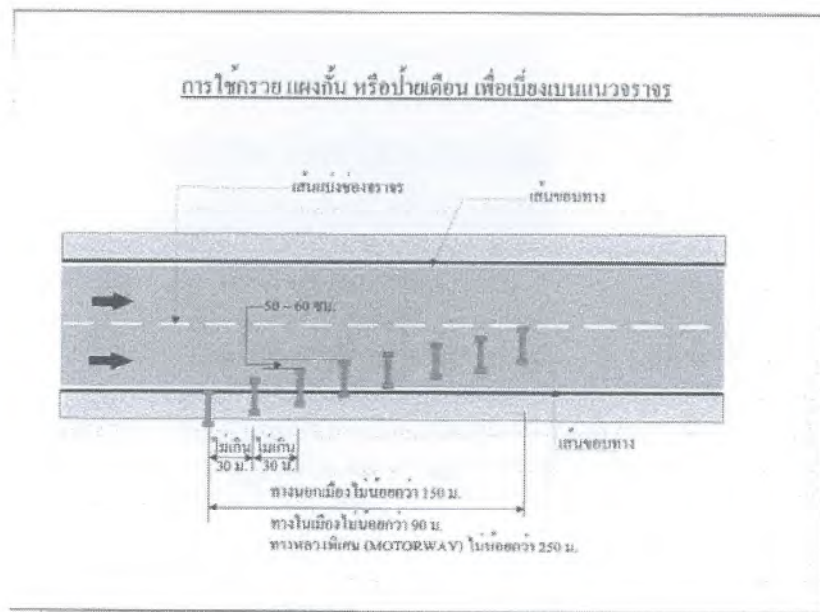 การใช้กรวย แผงกั้น หรือป้ายเตือน เพื่อเบี่ยงเบนแนวจราจร
เส้นแบ่งช่องจราจร
เส้นขอบทาง
50 – 60 ซม.
ไม่เกิน
30 ม.
ไม่เกิน
30 ม.
เส้นขอบทาง
ทางนอกเมืองไม่น้อยกว่า 150 ม.
ทางในเมืองไม่น้อยกว่า 90 ม.
ทางหลวงพิเศษ (MOTORWAY) ไม่น้อยกว่า 250 ม.